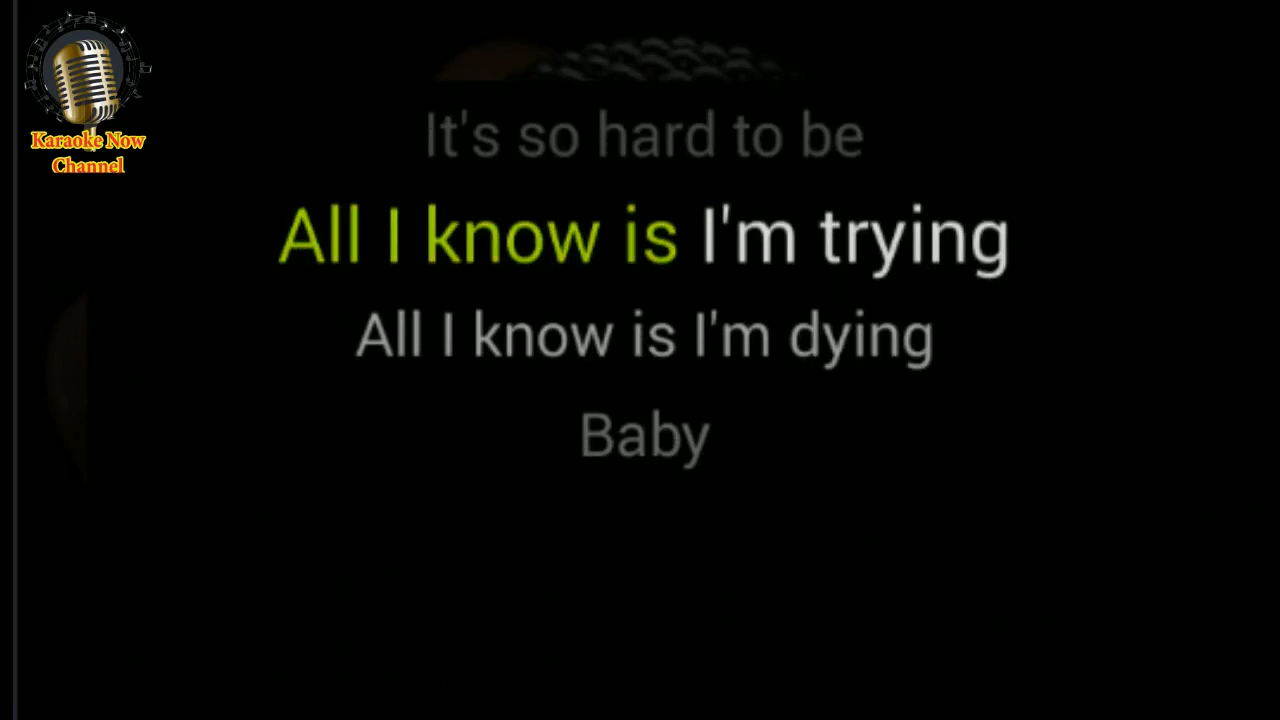 Karaoke Now
Channel
It's so hard to be
All I know is I'm trying
All I know is I'm dying
Baby